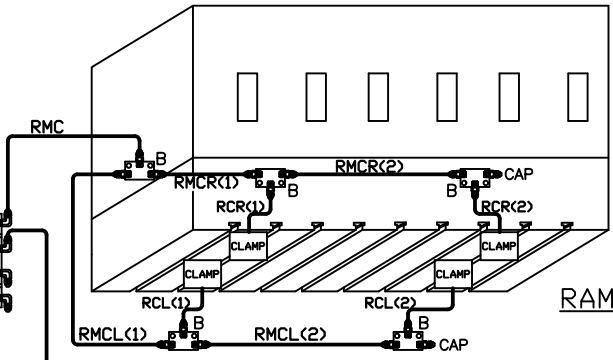 RMC
B
RMCR(1)
RMCR(2)
B
B
CAP
RCR(1)
RCR(2)
CLAMP
CLAMP
CLAMP
CLAMP
RCL(1)
RCL(2)
RAM
B
B
RMCL(1)
RMCL(2)
CAP